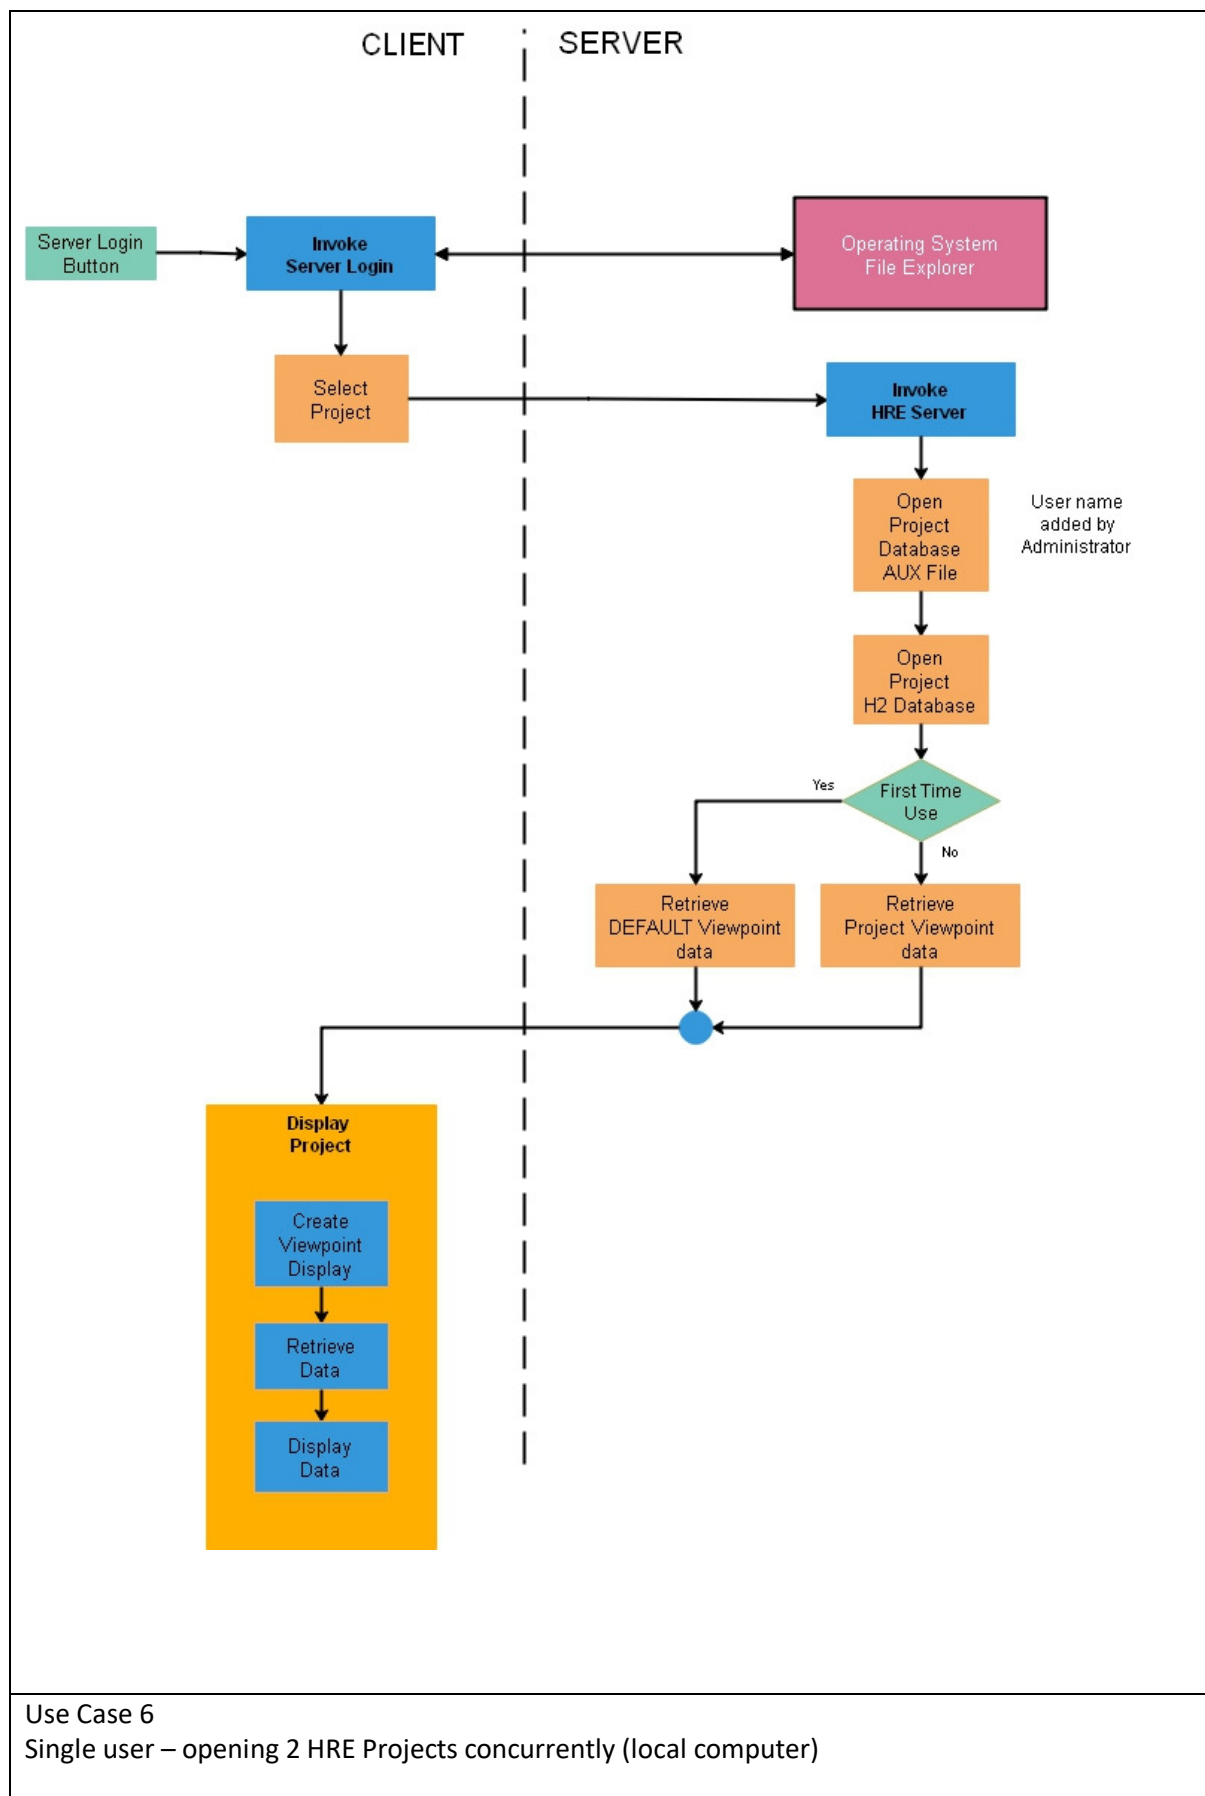 CLIENT
SERVER
Server Login
Button
Invoke
Server Login
Operating System
File Explorer
Select
Project
Invoke
HRE Server
Open
Project
Database
AUX File
User name
added by
Administrator
Open
Project
H2 Database
First Time
Use
Yes
No
Retrieve
DEFAULT Viewpoint
data
Retrieve
Project Viewpoint
data
Display
Project
Create
Viewpoint
Display
Retrieve
Data
Display
Data
Use Case 6
Single user – opening 2 HRE Projects concurrently (local computer)